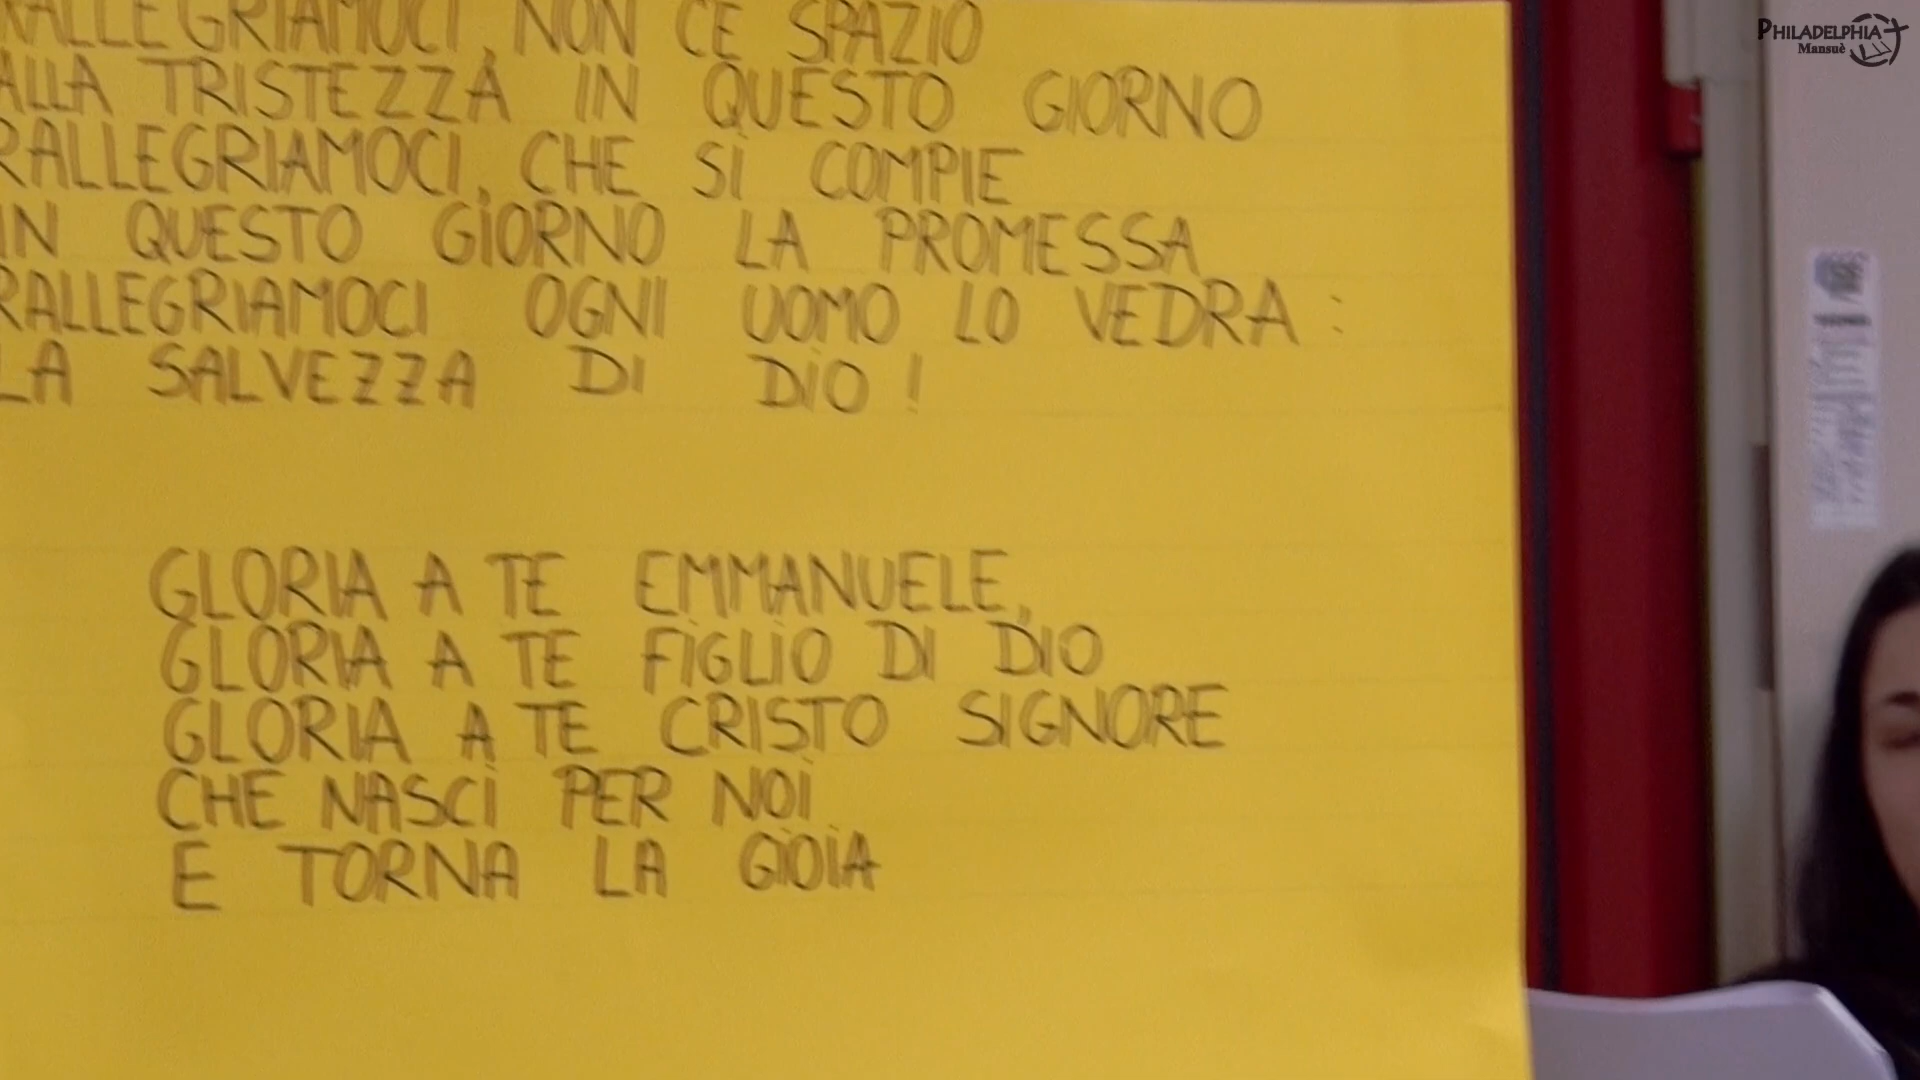 RALLEGRIAMOCI, NON CE SPAZIO
ALLA TRISTEZZA IN QUESTO GIORNO
RALLEGRIAMOCI, CHE SI COMPIE
IN QUESTO GIORNO LA PROMESSA
RALLEGRIAMOCI OGNI UOMO LO VEDRA :
LA SALVEZZA DI DIO !
GLORIA A TE EMMANUELE,
GLORIA A TE FIGLIO DI DIO
GLORIA A TE CRISTO SIGNORE
CHE NASCI PER NOI
E TORNA LA GIOIA
PHILADELPHIA
Mansuè